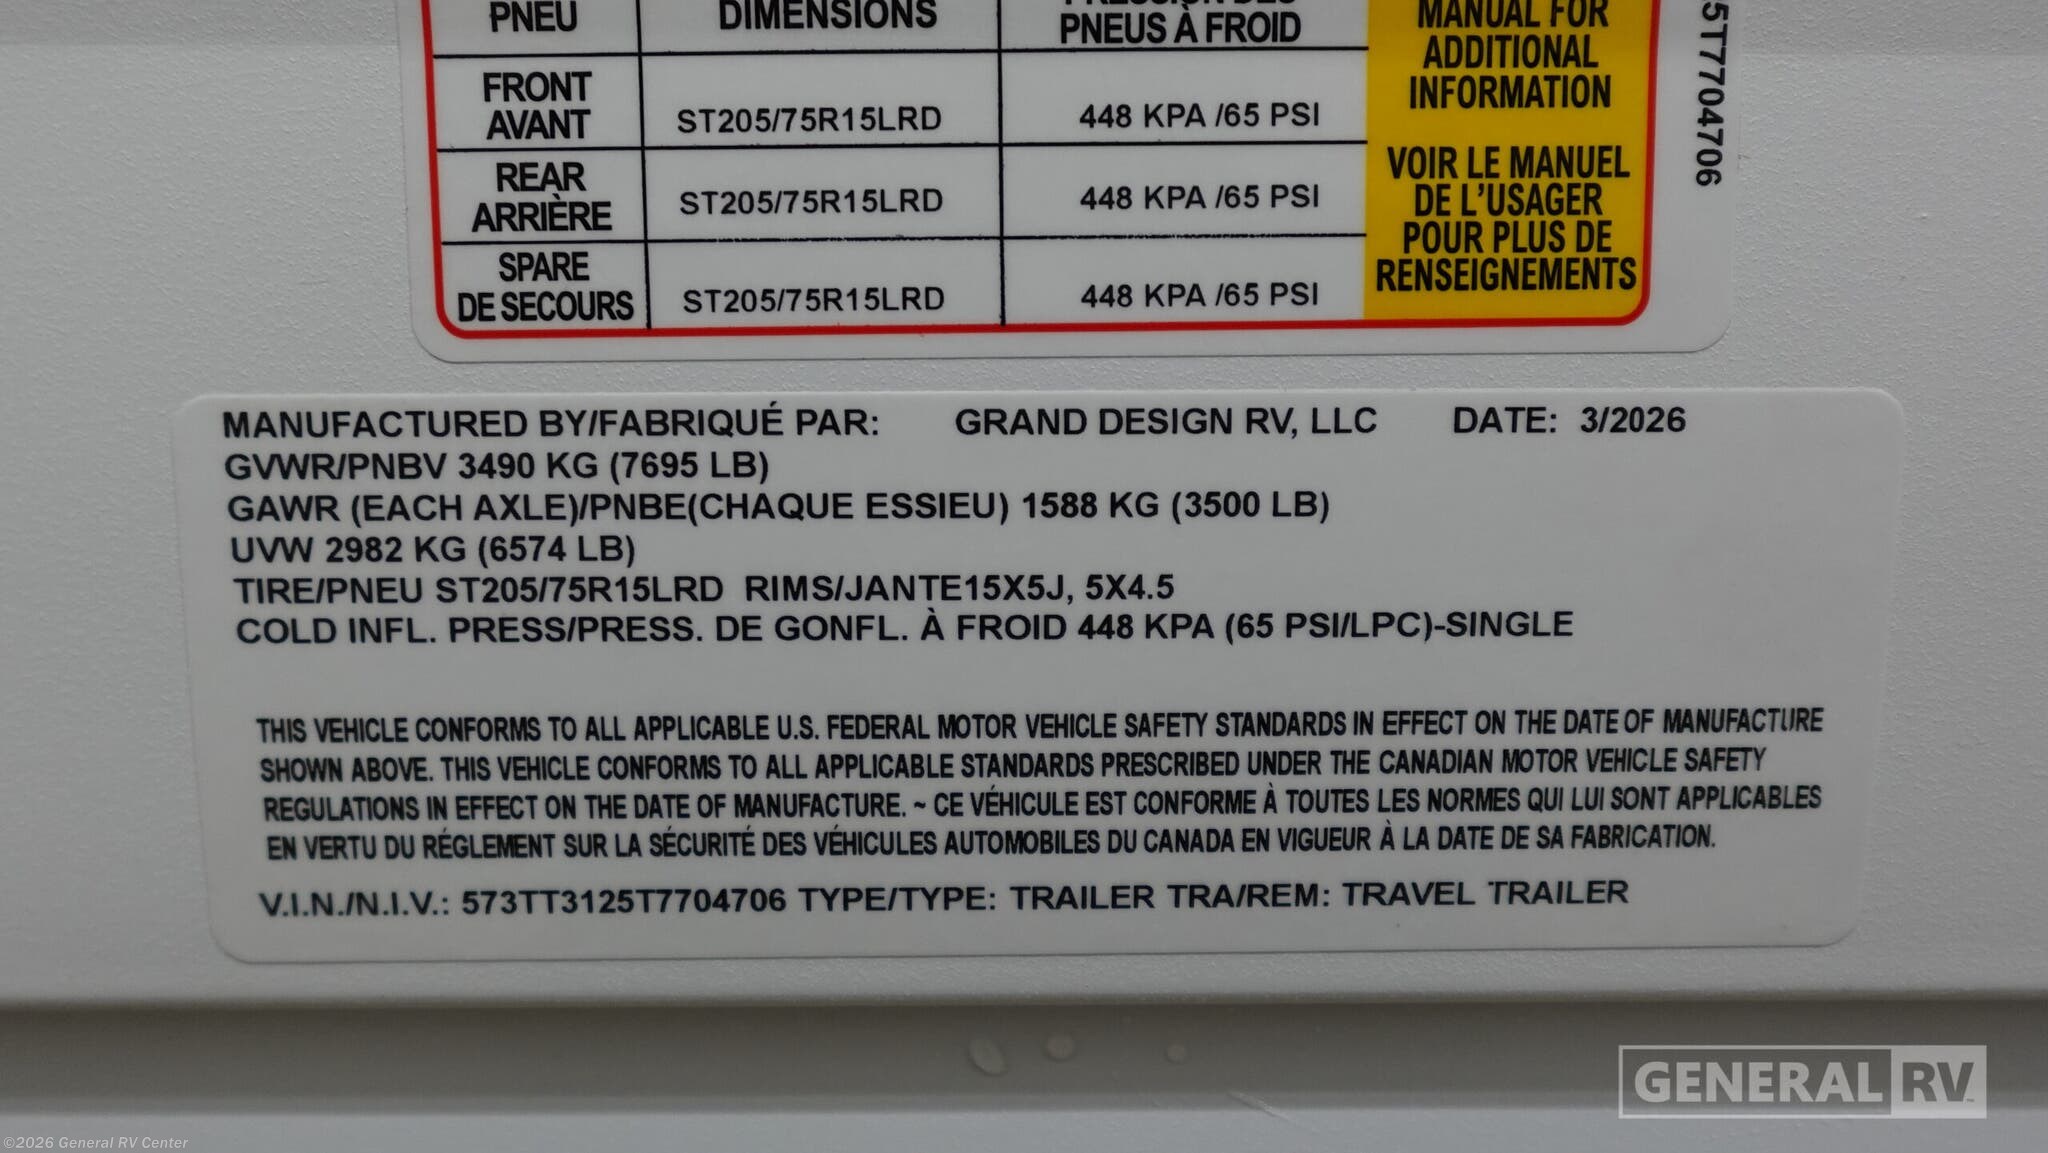 PNEU DIMENSIONS PRESSION DES
PNEUS À FROID
FRONT
AVANT ST205/75R15LRD 448 KPA /65 PSI
REAR
ARRIÈRE ST205/75R15LRD 448 KPA /65 PSI
SPARE
DE SECOURS ST205/75R15LRD 448 KPA /65 PSI
MANUAL FOR
ADDITIONAL
INFORMATION
VOIR LE MANUEL
DE L'USAGER
POUR PLUS DE
RENSEIGNEMENTS
5T7704706
MANUFACTURED BY/FABRIQUÉ PAR: GRAND DESIGN RV, LLC DATE: 3/2026
GVWR/PNBV 3490 KG (7695 LB)
GAWR (EACH AXLE)/PNBE(CHAQUE ESSIEU) 1588 KG (3500 LB)
UVW 2982 KG (6574 LB)
TIRE/PNEU ST205/75R15LRD RIMS/JANTE15X5J, 5X4.5
COLD INFL. PRESS/PRESS. DE GONFL. À FROID 448 KPA (65 PSI/LPC)-SINGLE
THIS VEHICLE CONFORMS TO ALL APPLICABLE U.S. FEDERAL MOTOR VEHICLE SAFETY STANDARDS IN EFFECT ON THE DATE OF MANUFACTURE
SHOWN ABOVE. THIS VEHICLE CONFORMS TO ALL APPLICABLE STANDARDS PRESCRIBED UNDER THE CANADIAN MOTOR VEHICLE SAFETY
REGULATIONS IN EFFECT ON THE DATE OF MANUFACTURE. ~ CE VÉHICULE EST CONFORME À TOUTES LES NORMES QUI LUI SONT APPLICABLES
EN VERTU DU RÉGLEMENT SUR LA SÉCURITÉ DES VÉHICULES AUTOMOBILES DU CANADA EN VIGUEUR À LA DATE DE SA FABRICATION.
V.I.N./N.I.V.: 573TT3125T7704706 TYPE/TYPE: TRAILER TRA/REM: TRAVEL TRAILER
GENERAL RV
©2026 General RV Center